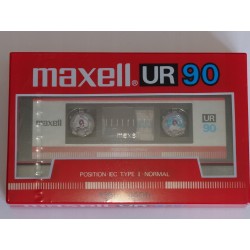 maxell UR 90
UR
90
POSITION IEC TYPE I · NORMAL